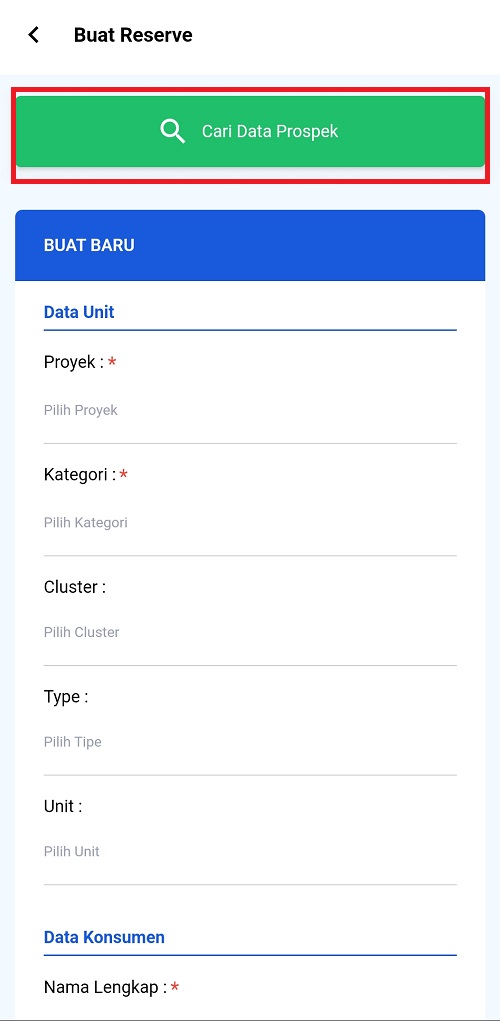 Buat Reserve
Cari Data Prospek
BUAT BARU
Data Unit
Proyek : *
Pilih Proyek
Kategori : *
Pilih Kategori
Cluster :
Pilih Cluster
Type :
Pilih Tipe
Unit :
Pilih Unit
Data Konsumen
Nama Lengkap : *